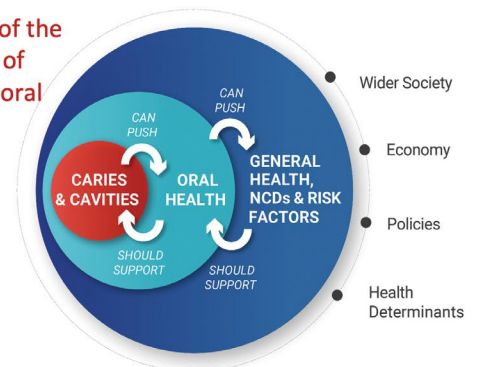 of the
of
oral
CAN
PUSH
CARIES
& CAVITIES
SHOULD
SUPPORT
ORAL
HEALTH
CAN
PUSH
GENERAL
HEALTH,
NCDs & RISK
FACTORS
SHOULD
SUPPORT
Wider Society
Economy
Policies
Health
Determinants